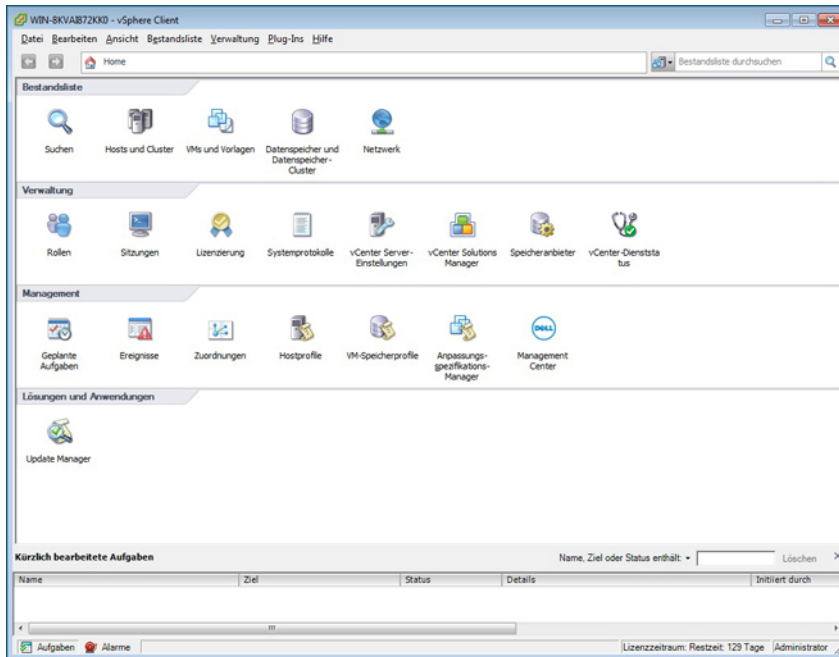 WIN-8KVAI872KK0 - vSphere Client
Datei Bearbeiten Ansicht Bestandsliste Verwaltung Plug-Ins Hilfe
Home
Bestandsliste durchsuchen
Bestandsliste
Suchen
Hosts und Cluster
VMs und Vorlagen
Datenspeicher und
Datenspeicher-
Cluster
Netzwerk
Verwaltung
Rollen
Sitzungen
Lizenzierung
Systemprotokolle
vCenter Server-
Einstellungen
vCenter Solutions
Manager
Speicheranbieter
vCenter-Dienststa
tus
Management
Geplante
Aufgaben
Ereignisse
Zuordnungen
Hostprofile
VM-Speicherprofile
Anpassungs-
spezifikations-
Manager
DELL
Management
Center
Lösungen und Anwendungen
Update Manager
Kürzlich bearbeitete Aufgaben
Name, Ziel oder Status enthält:
Löschen
Name Ziel Status Details Initiiert durch
Aufgaben Alarme
Lizenzzeitraum: Restzeit: 129 Tage Administrator